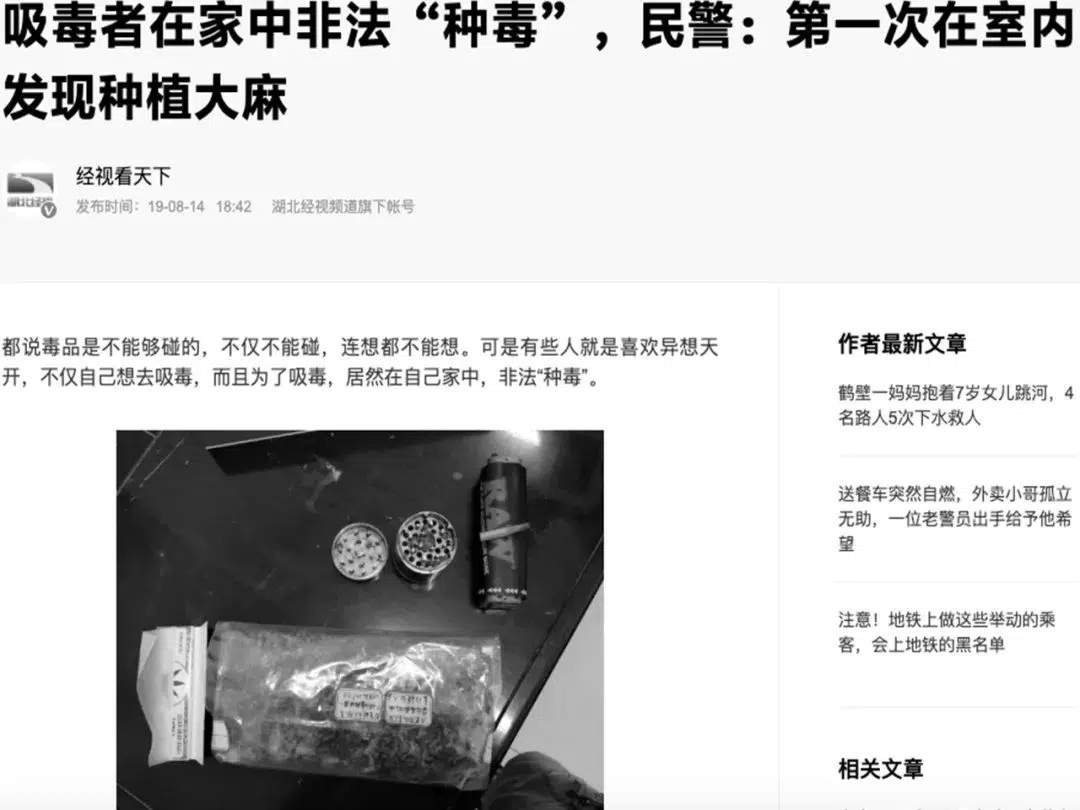 吸毒者在家中非法“种毒”，民警：第一次在室内
发现种植大麻
经视看天下
发布时间：19-08-14 18:42 湖北经视频道旗下帐号
都说毒品是不能够碰的，不仅不能碰，连想都不能想。可是有些人就是喜欢异想天
开，不仅自己想去吸毒，而且为了吸毒，居然在自己家中，非法“种毒”。
RAW
作者最新文章
鹤壁一妈妈抱着7岁女儿跳河，4
名路人5次下水救人
送餐车突然自燃，外卖小哥孤立
无助，一位老警员出手给予他希
望
注意！地铁上做这些举动的乘
客，会上地铁的黑名单
相关文章